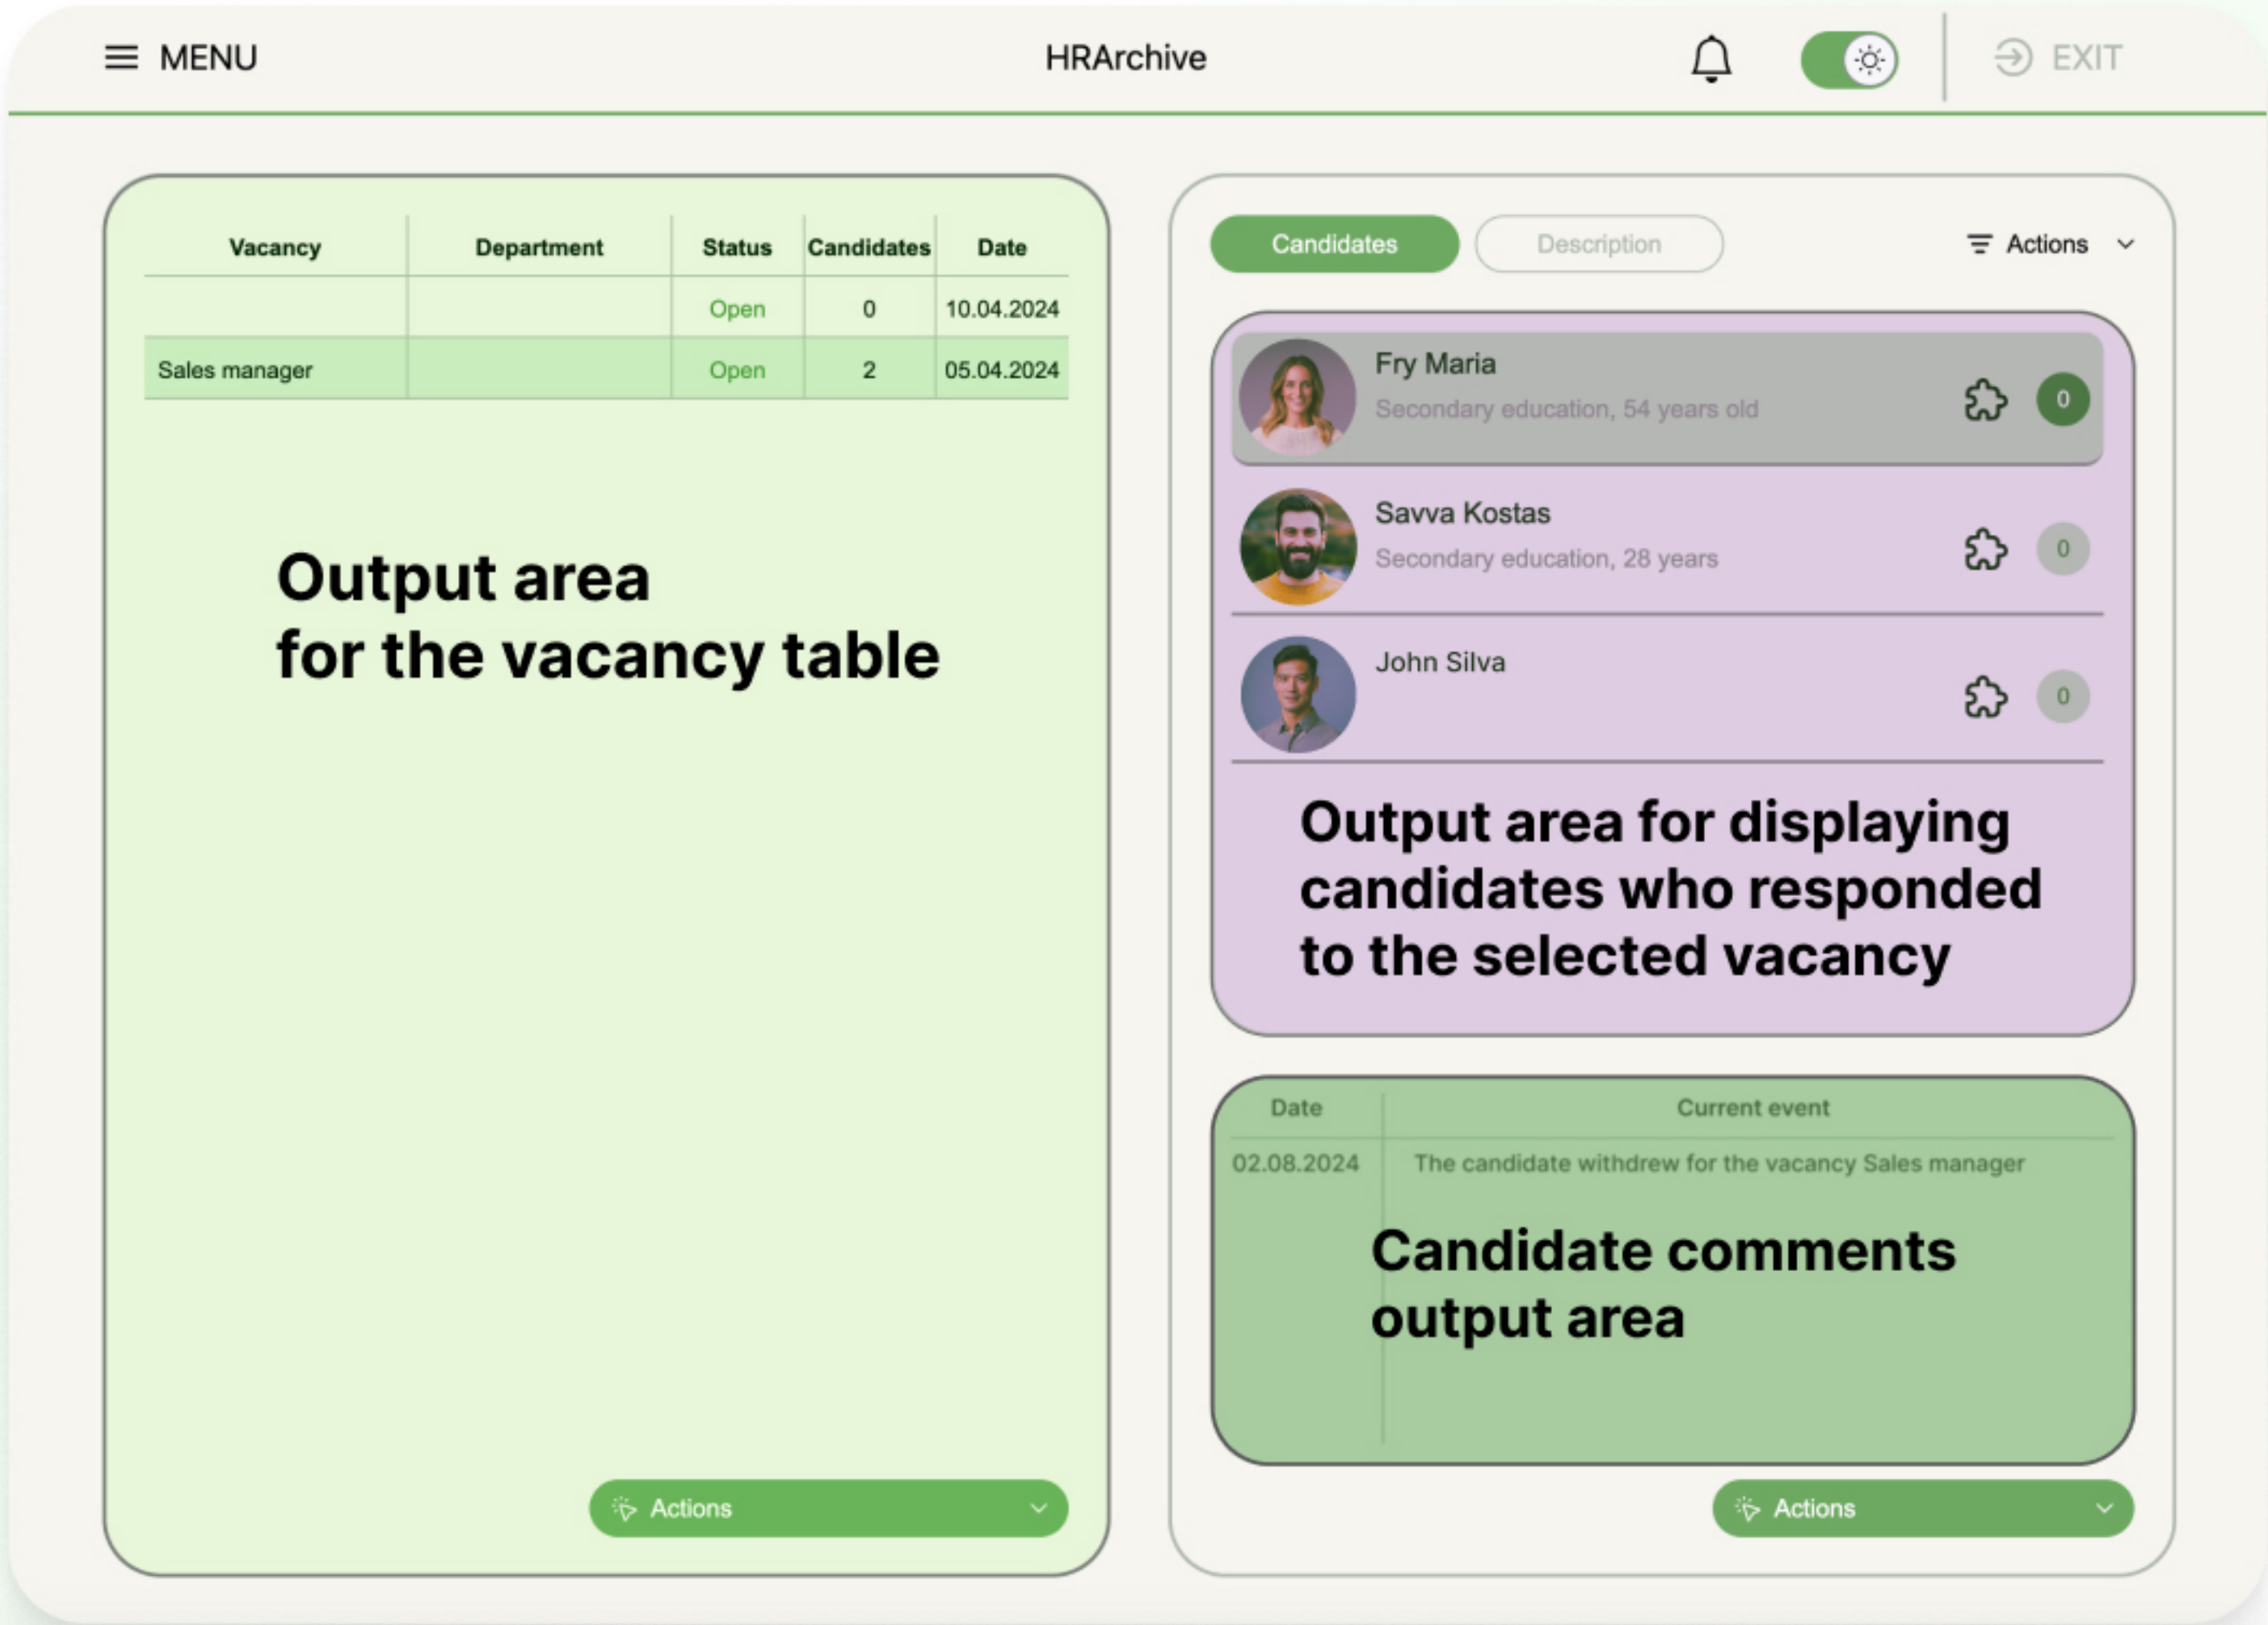 MENU
HRArchive
EXIT
Vacancy Department Status Candidates Date
Open 0 10.04.2024
Sales manager Open 2 05.04.2024
Output area
for the vacancy table
Actions
Candidates Description Actions
Fry Maria
Secondary education, 54 years old
0
Savva Kostas
Secondary education, 28 years
0
John Silva
0
Output area for displaying
candidates who responded
to the selected vacancy
Date Current event
02.08.2024 The candidate withdrew for the vacancy Sales manager
Candidate comments
output area
Actions